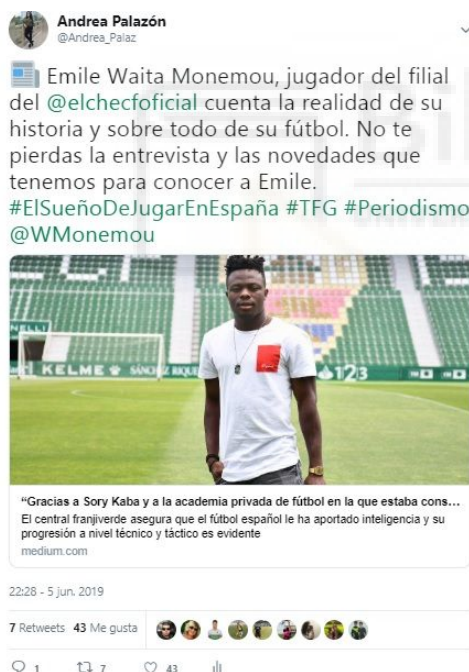 Andrea Palazón
@Andrea_Palaz
Emile Waita Monemou, jugador del filial
del @elchecfoficial cuenta la realidad de su
historia y sobre todo de su fútbol. No te
pierdas la entrevista y las novedades que
tenemos para conocer a Emile.
#ElSueñoDeJugarEnEspaña #TFG #Periodismo
@WMonemou
NELLI
KELME
123
“Gracias a Sory Kaba y a la academia privada de fútbol en la que estaba cons...
El central franjiverde asegura que el fútbol español le ha aportado inteligencia y su
progresión a nivel técnico y táctico es evidente
medium.com
22:28 - 5 jun. 2019
7 Retweets 43 Me gusta
1 7 43